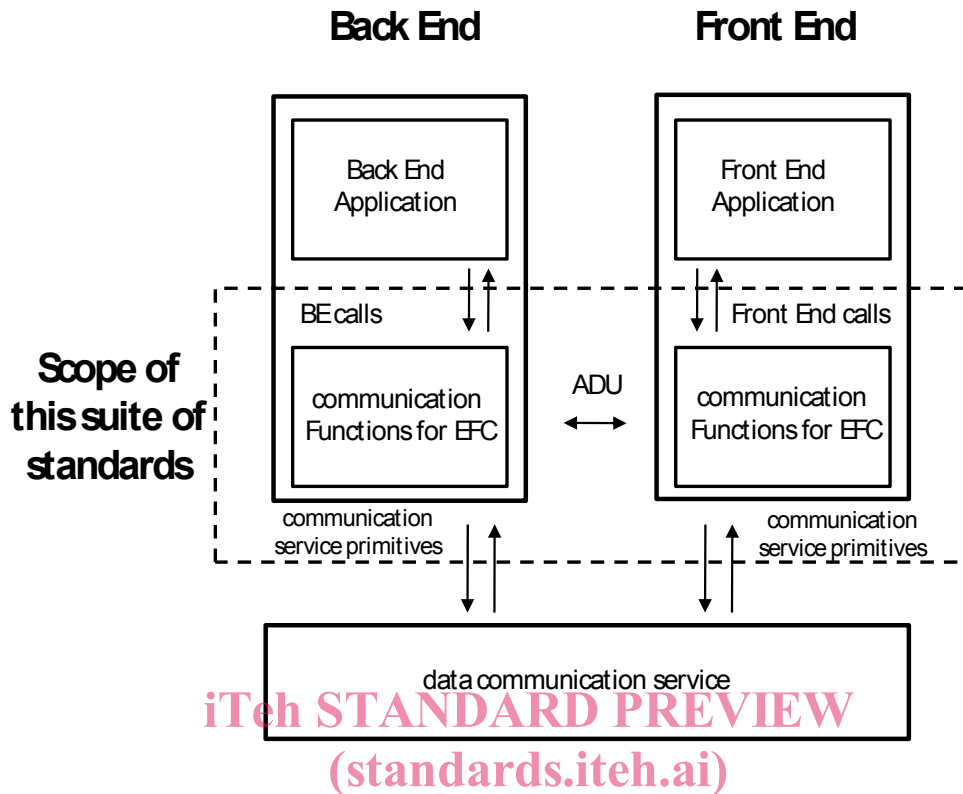 Back End
Front End
Back End
Application
Front End
Application
BE calls
Front End calls
Scope of
this suite of
standards
communication
Functions for EFC
ADU
communication
Functions for EFC
communication
service primitives
communication
service primitives
data communication service
iTeh STANDARD PREVIEW
(standards.iteh.ai)